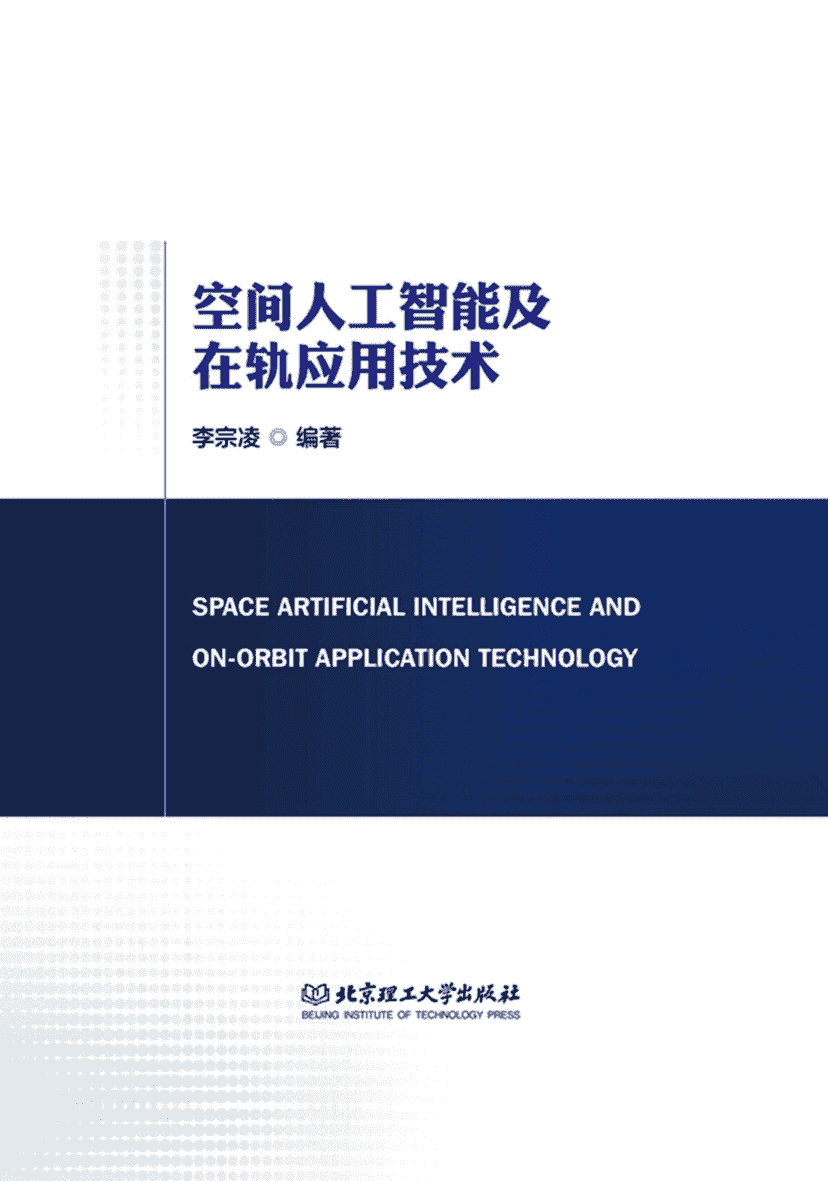 空间人工智能及
在轨应用技术
李宗凌 ◎ 编著
SPACE ARTIFICIAL INTELLIGENCE AND
ON-ORBIT APPLICATION TECHNOLOGY
北京理工大学出版社
BEIJING INSTITUTE OF TECHNOLOGY PRESS